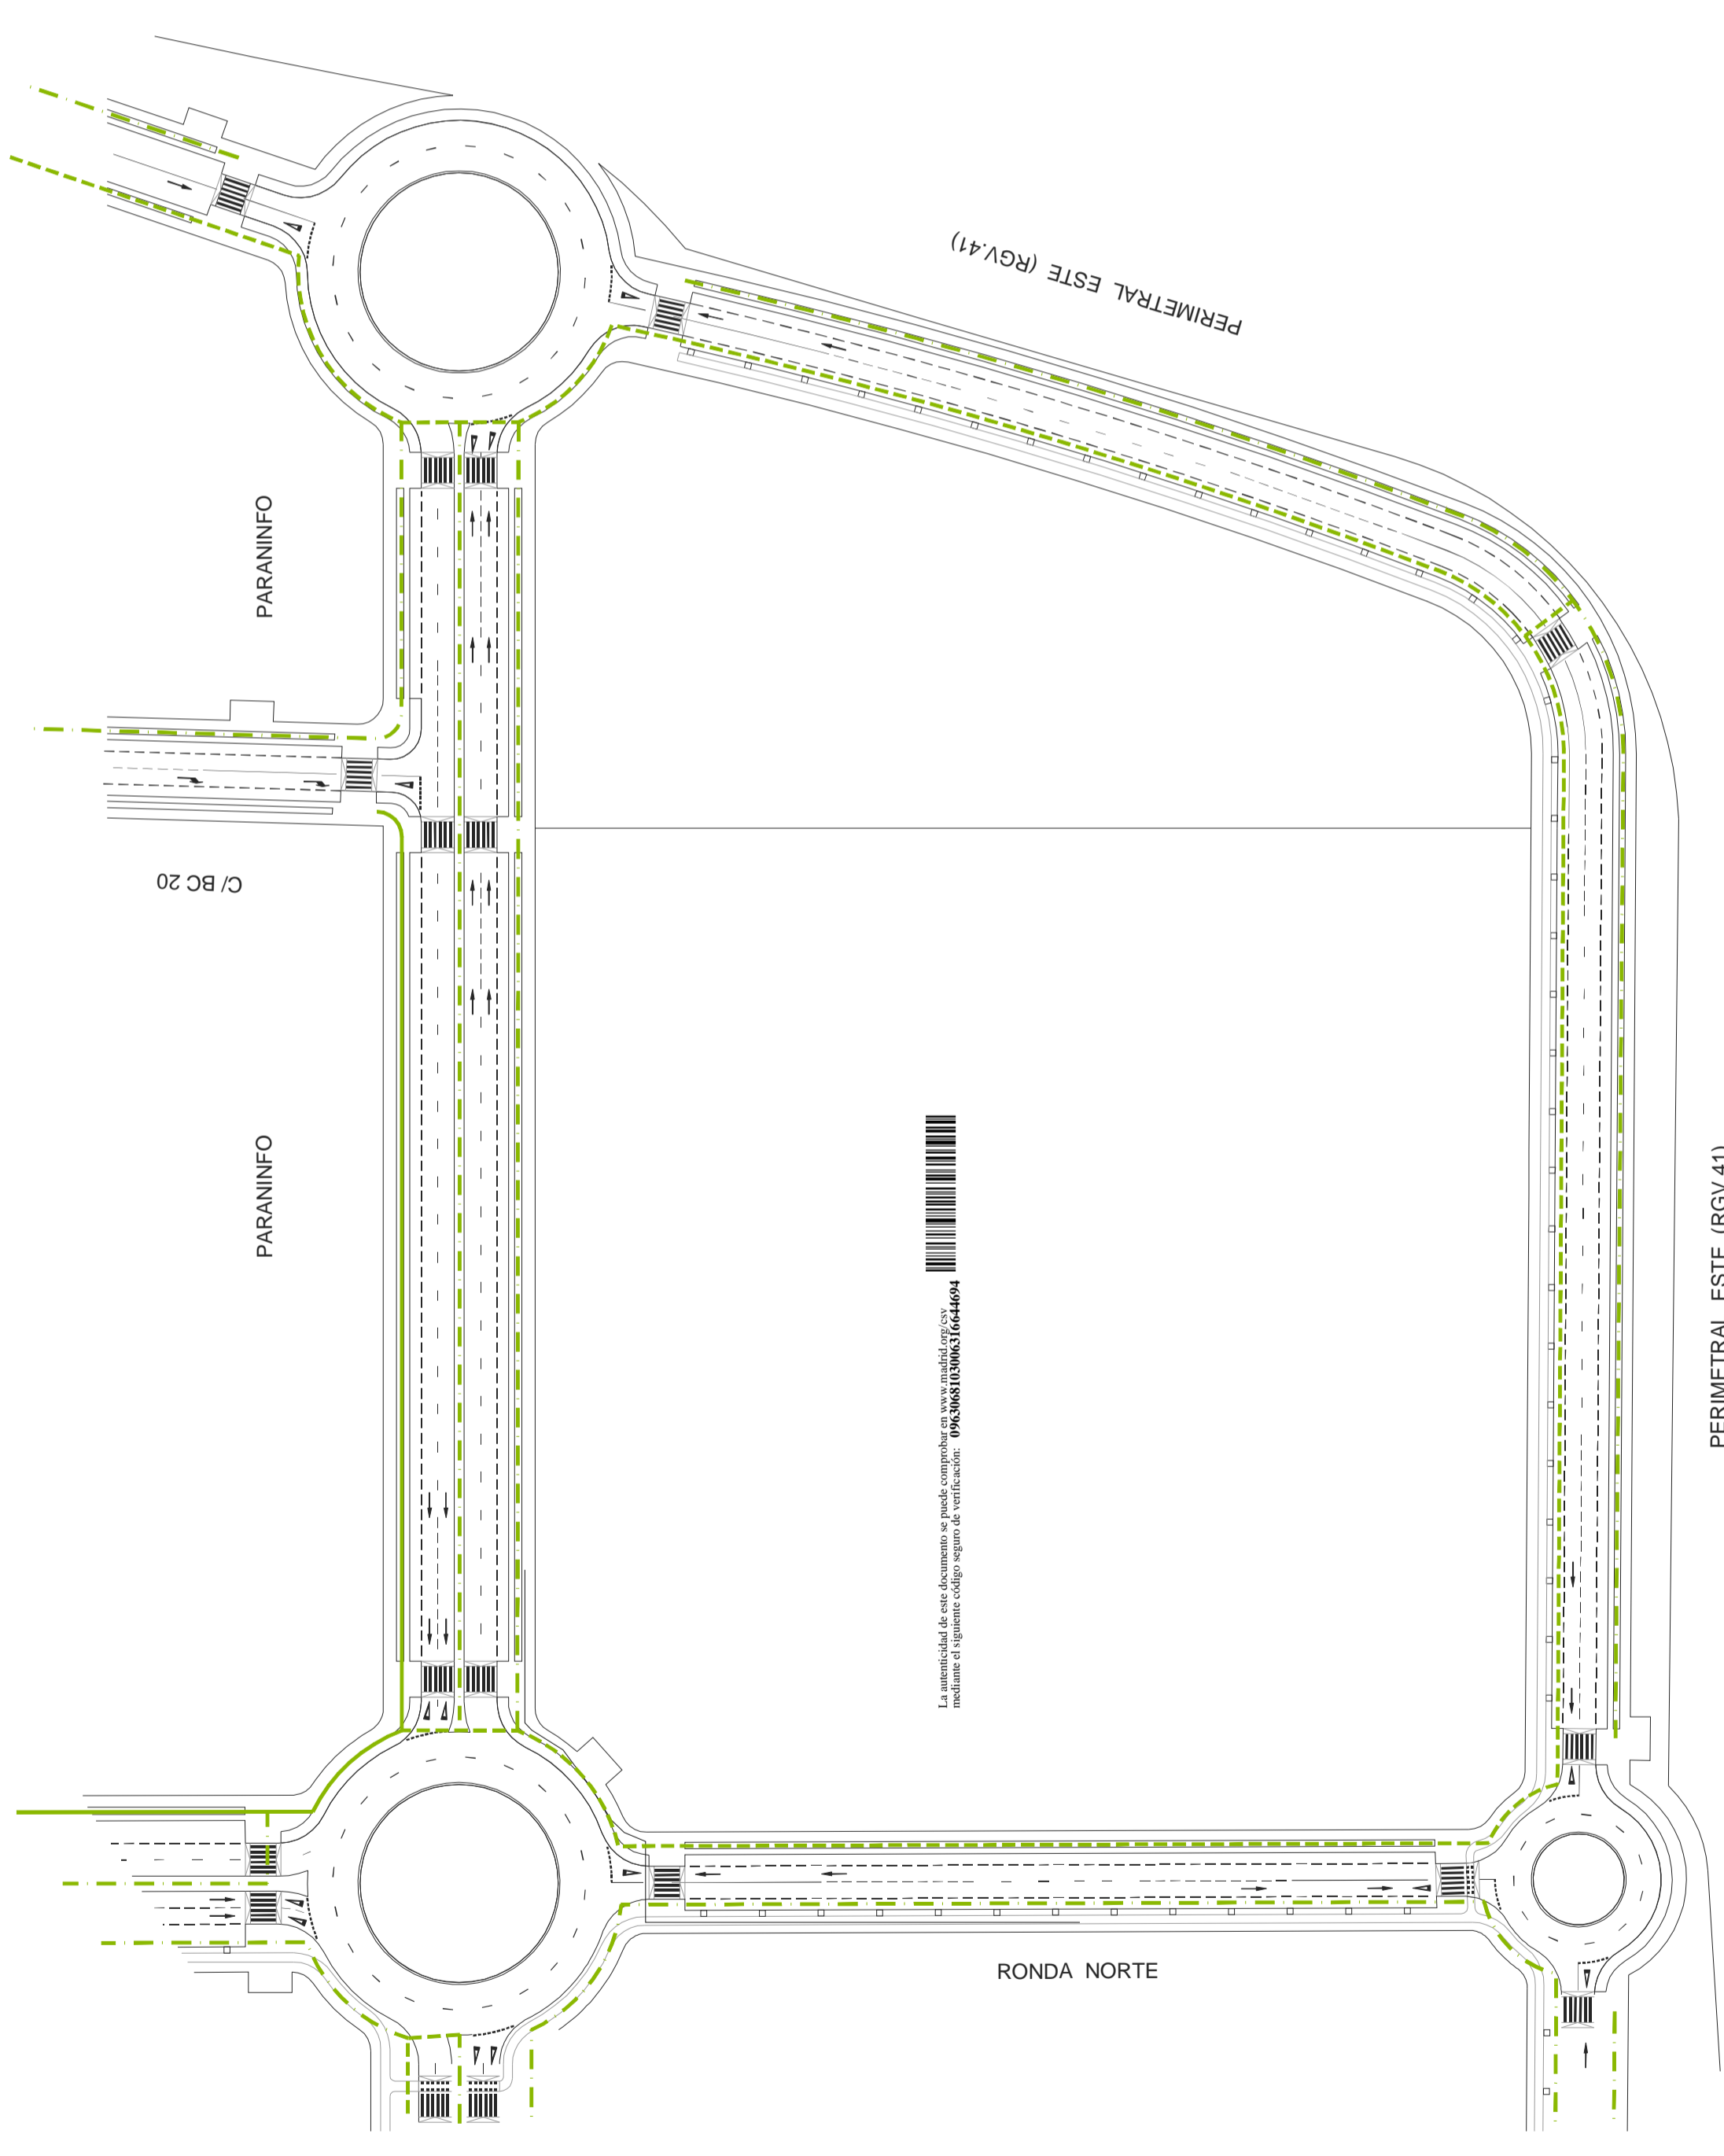 PERIMETRAL ESTE (RGV.41)
PARANINFO
C/ BC 20
PARANINFO
La autenticidad de este documento se puede comprobar en www.madrid.org/csv
mediante el siguiente código seguro de verificación: 0963068103006316644694
PERIMETRAL ESTE (RGV.41)
RONDA NORTE